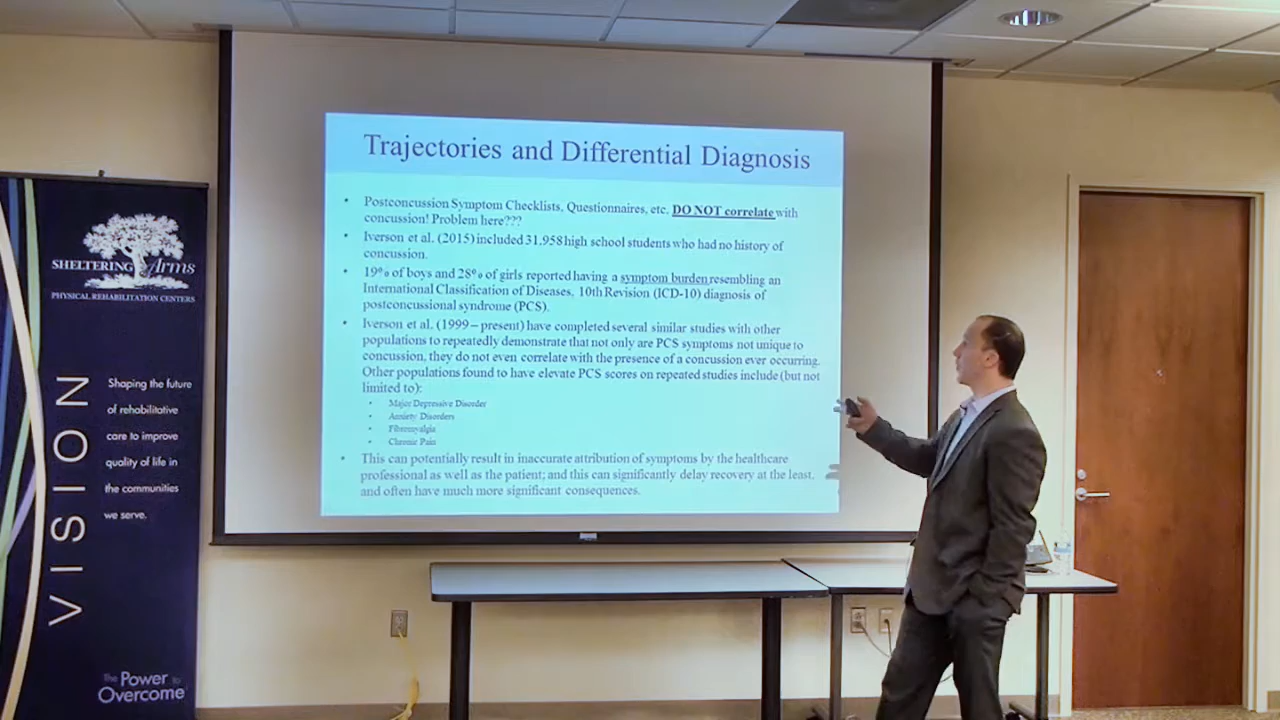 Trajectories and Differential Diagnosis
• Postconcussion Symptom Checklists, Questionnaires, etc. DO NOT correlate with
concussion! Problem here???
• Iverson et al. (2015) included 31,958 high school students who had no history of
concussion.
• 19% of boys and 28% of girls reported having a symptom burden resembling an
International Classification of Diseases, 10th Revision (ICD-10) diagnosis of
postconcussional syndrome (PCS).
• Iverson et al. (1999 – present) have completed several similar studies with other
populations to repeatedly demonstrate that not only are PCS symptoms not unique to
concussion, they do not even correlate with the presence of a concussion ever occurring.
Other populations found to have elevate PCS scores on repeated studies include (but not
limited to):
• Major Depressive Disorder
• Anxiety Disorders
• Fibromyalgia
• Chronic Pain
• This can potentially result in inaccurate attribution of symptoms by the healthcare
professional as well as the patient; and this can significantly delay recovery at the least,
and often have much more significant consequences.
SHELTERING Arms
PHYSICAL REHABILITATION CENTERS
VISION
Shaping the future
of rehabilitative
care to improve
quality of life in
the communities
we serve.
the Power to
Overcome